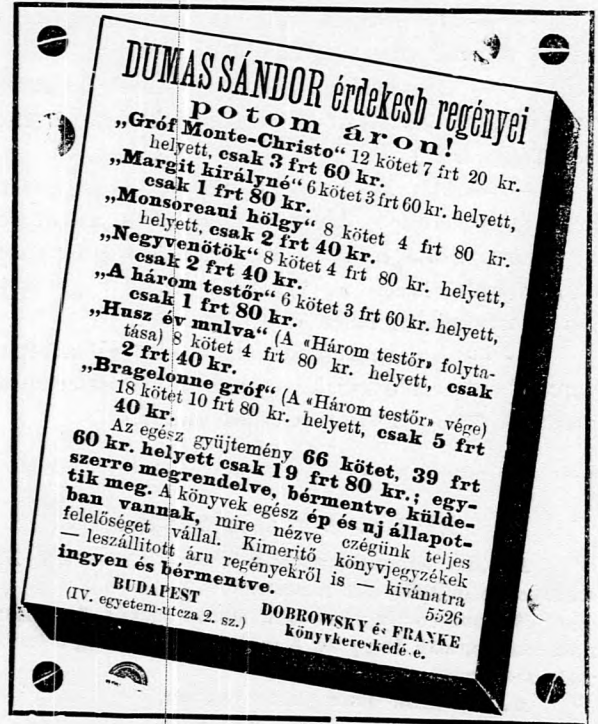 DUMAS SÁNDOR érdekesb regényei
potom áron!
„Gróf Monte-Christo“ 12 kötet 7 frt 20 kr.
helyett, csak 3 frt 60 kr.
„Margit királyné“ 6 kötet 3 frt 60 kr. helyett,
csak 1 frt 80 kr.
„Monsoreaui hölgy“ 8 kötet 4 frt 80 kr.
helyett, csak 2 frt 40 kr.
„Negyvenötök“ 8 kötet 4 frt 80 kr. helyett,
csak 2 frt 40 kr.
„A három testőr“ 6 kötet 3 frt 60 kr. helyett,
csak 1 frt 80 kr.
„Husz év mulva“ (A «Három testőr» folyta-
tása) 8 kötet 4 frt 80 kr. helyett, csak
2 frt 40 kr.
„Bragelonne gróf“ (A «Három testőr» vége)
18 kötet 10 frt 80 kr. helyett, csak 5 frt
40 kr.
Az egész gyüjtemény 66 kötet, 39 frt
60 kr. helyett csak 19 frt 80 kr.; egy-
szerre megrendelve, bérmentve külde-
tik meg. A könyvek egész ép és uj állapot-
ban vannak, mire nézve czégünk teljes
felelőséget vállal. Kimeritő könyvjegyzékek
— leszállitott áru regényekről is — kivánatra
ingyen és bérmentve. 5526
BUDAPEST DOBROWSKY és FRANKE
(IV. egyetem-utcza 2. sz.) könyvkereskedése.